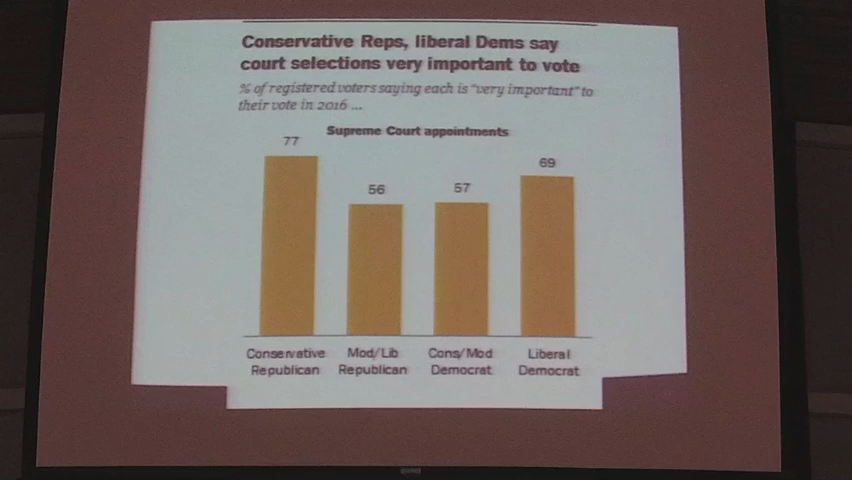 Conservative Reps, liberal Dems say
court selections very important to vote
% of registered voters saying each is "very important" to
their vote in 2016 ...
Supreme Court appointments
77
56
57
69
Conservative Republican
Mod/Lib Republican
Cons/Mod Democrat
Liberal Democrat